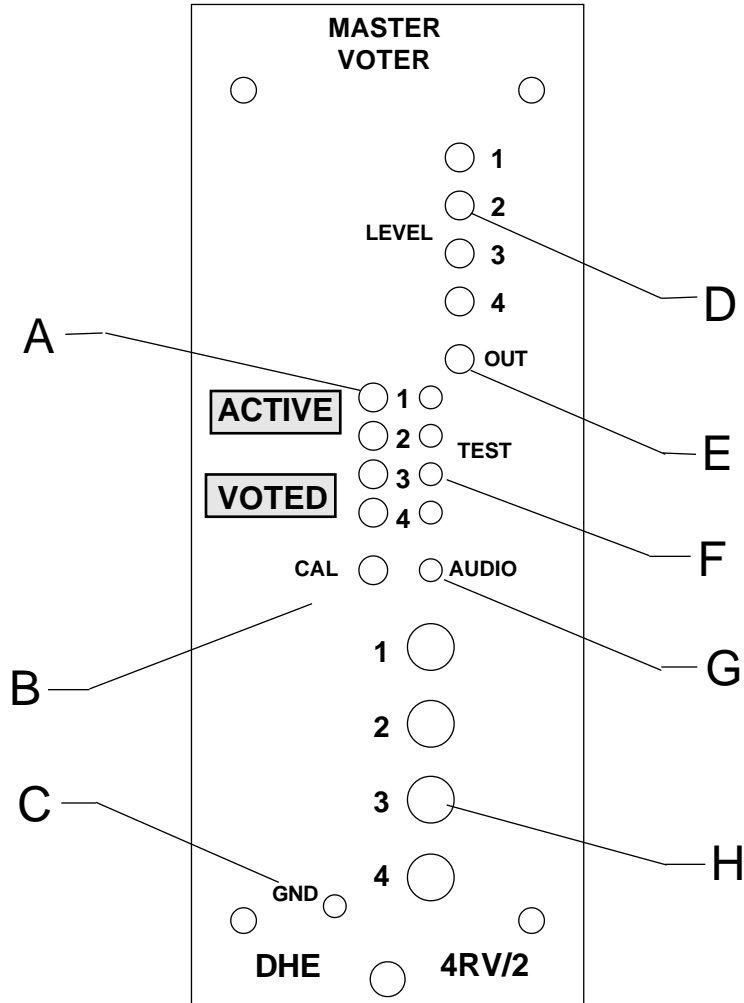 MASTER
VOTER
1
2
LEVEL
3
4
D
A
OUT
ACTIVE
1
2
TEST
E
VOTED
3
4
F
CAL
AUDIO
1
G
B
2
C
3
H
4
GND
DHE
4RV/2